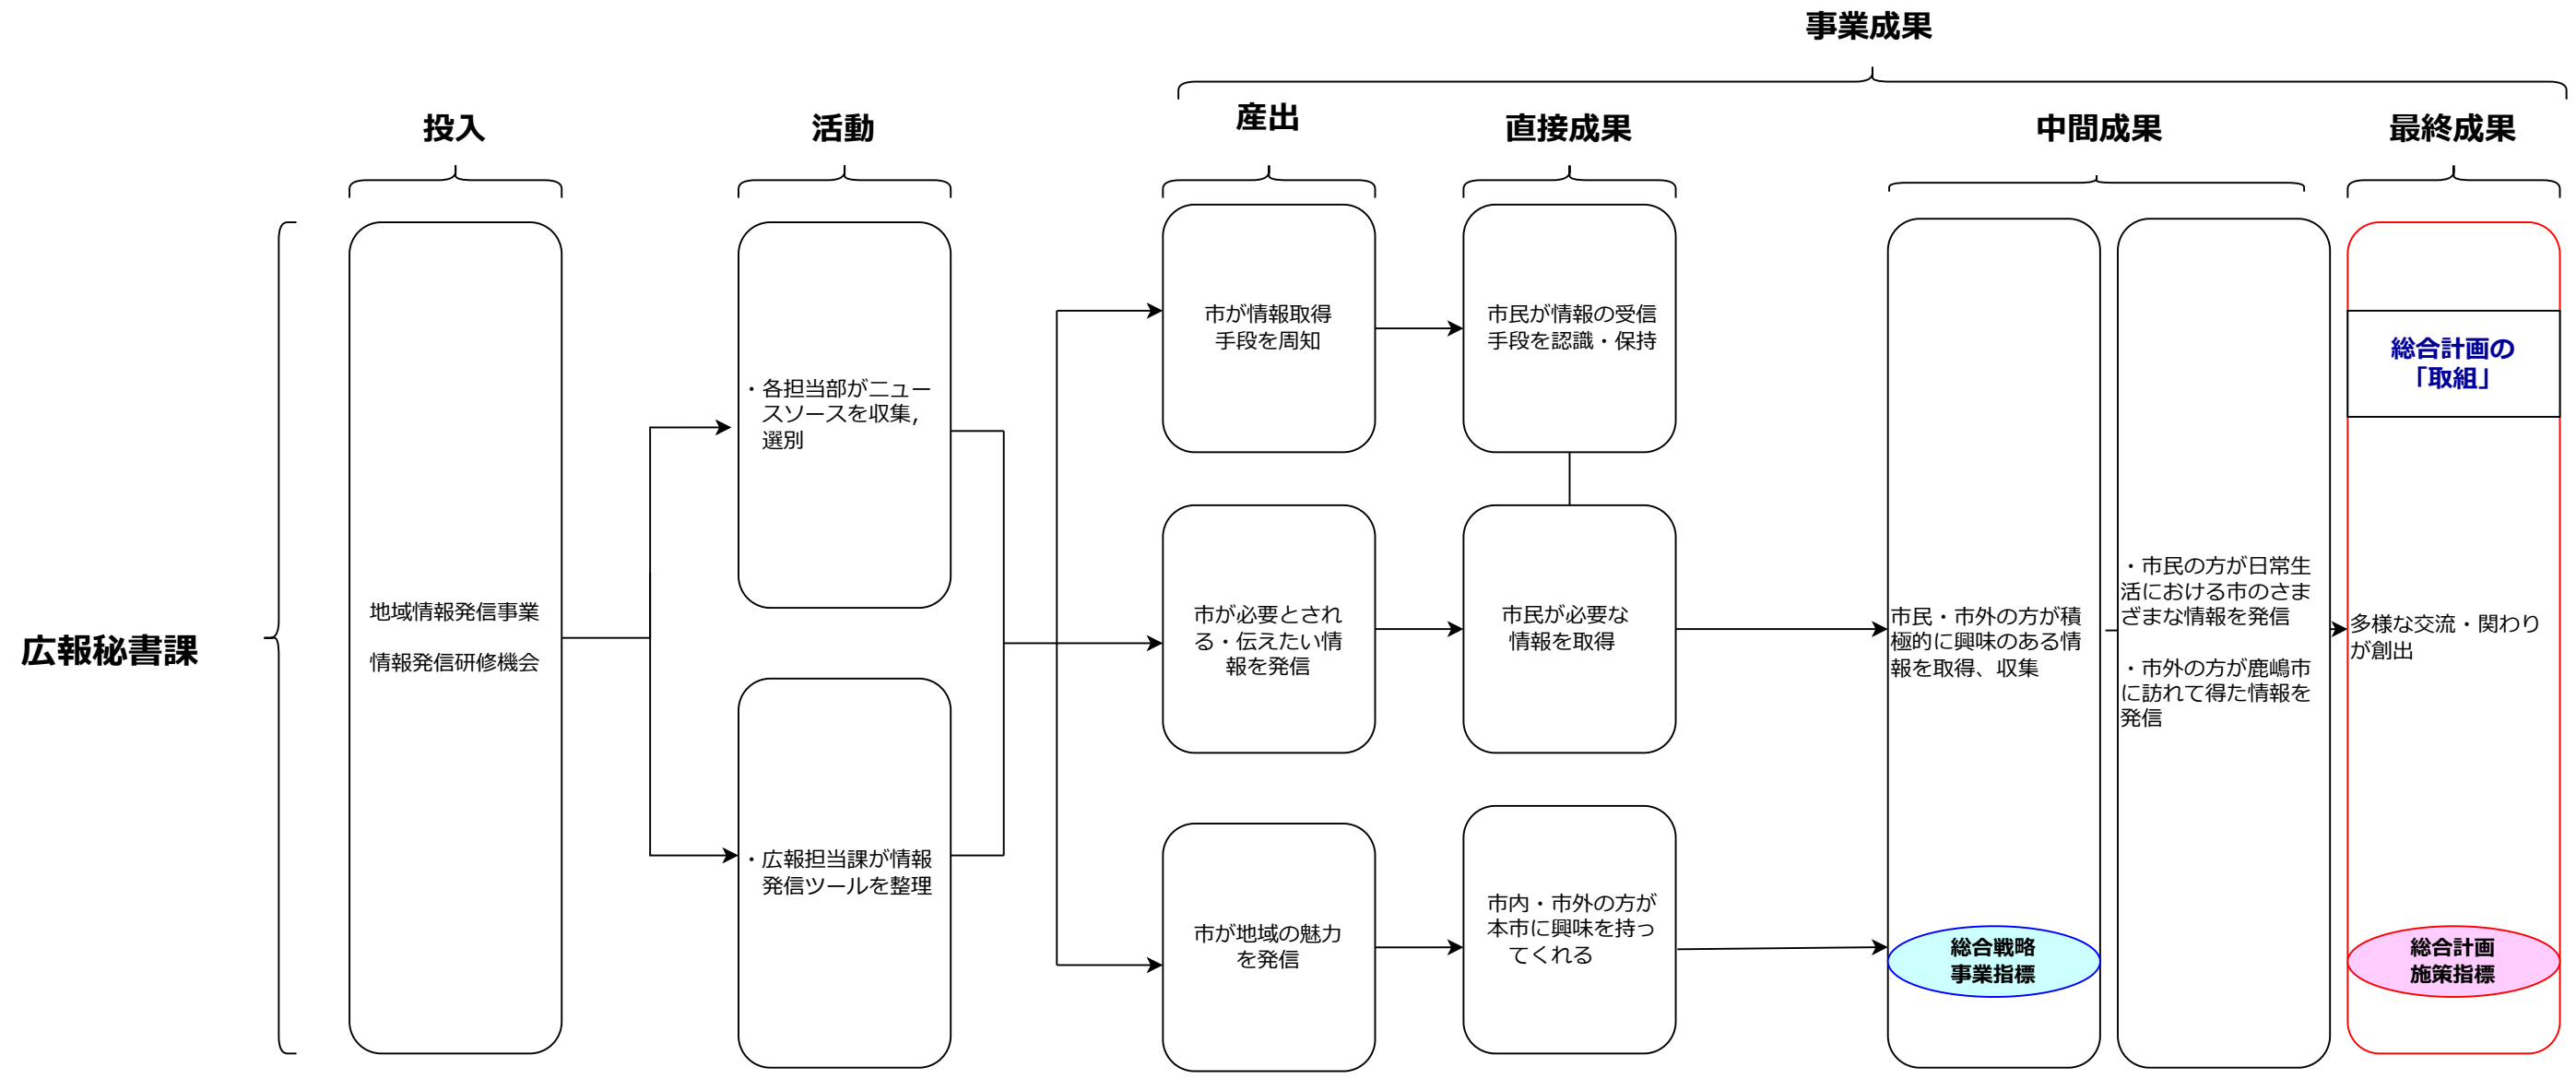 事業成果
投入
活動
産出
直接成果
中間成果
最終成果
広報秘書課
地域情報発信事業
情報発信研修機会
・各担当部がニュー
スソースを収集，
選別
・広報担当課が情報
発信ツールを整理
市が情報取得
手段を周知
市が必要とされ
る・伝えたい情
報を発信
市が地域の魅力
を発信
市民が情報の受信
手段を認識・保持
市民が必要な
情報を取得
市内・市外の方が
本市に興味を持っ
てくれる
市民・市外の方が積
極的に興味のある情
報を取得、収集
総合戦略
事業指標
・市民の方が日常生
活における市のさま
ざまな情報を発信
・市外の方が鹿嶋市
に訪れて得た情報を
発信
総合計画の
「取組」
多様な交流・関わり
が創出
総合計画
施策指標